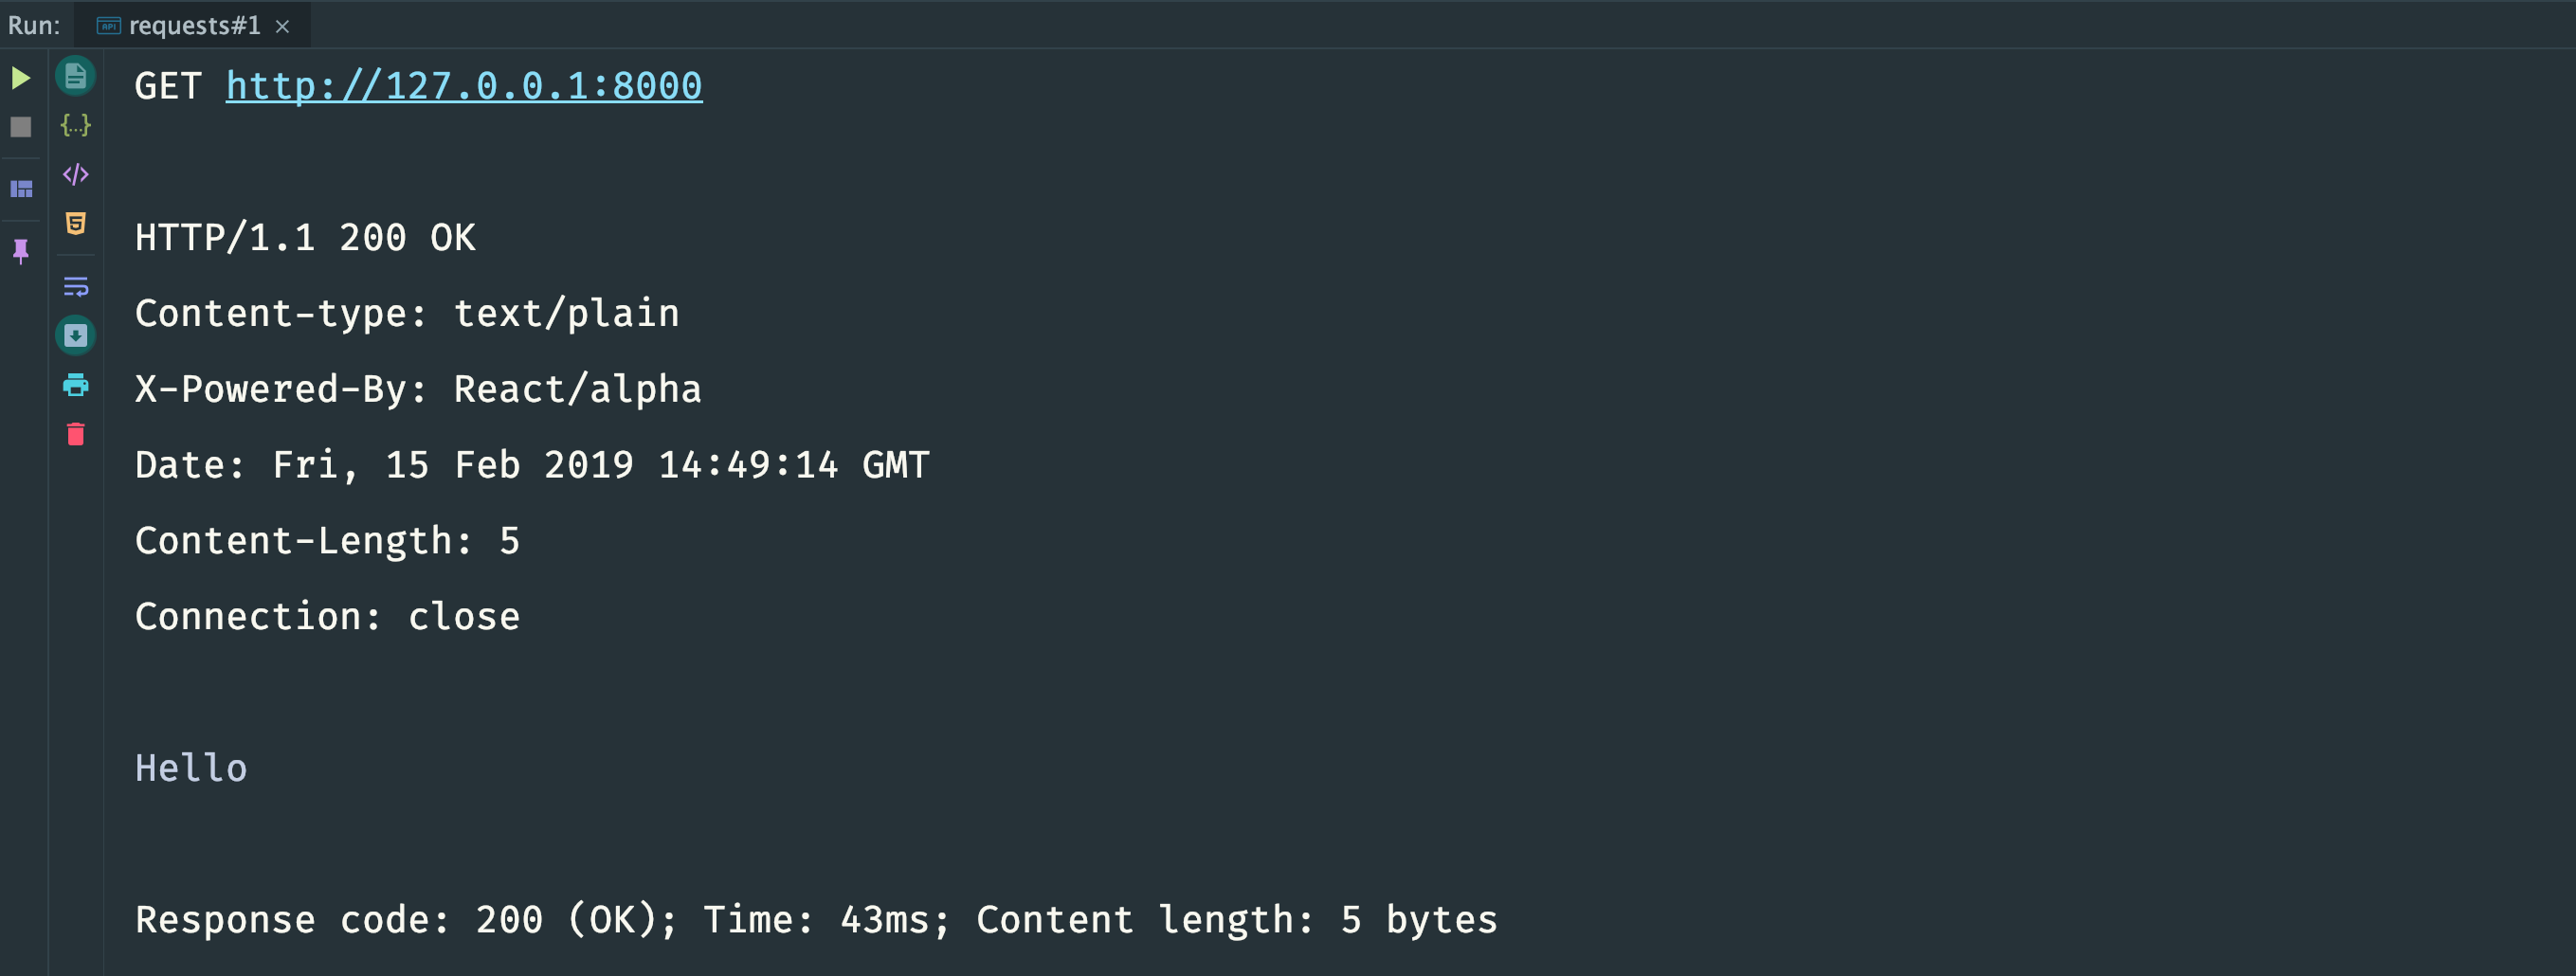 Run: API requests#1 ×
GET http://127.0.0.1:8000
HTTP/1.1 200 OK
Content-type: text/plain
X-Powered-By: React/alpha
Date: Fri, 15 Feb 2019 14:49:14 GMT
Content-Length: 5
Connection: close
Hello
Response code: 200 (OK); Time: 43ms; Content length: 5 bytes